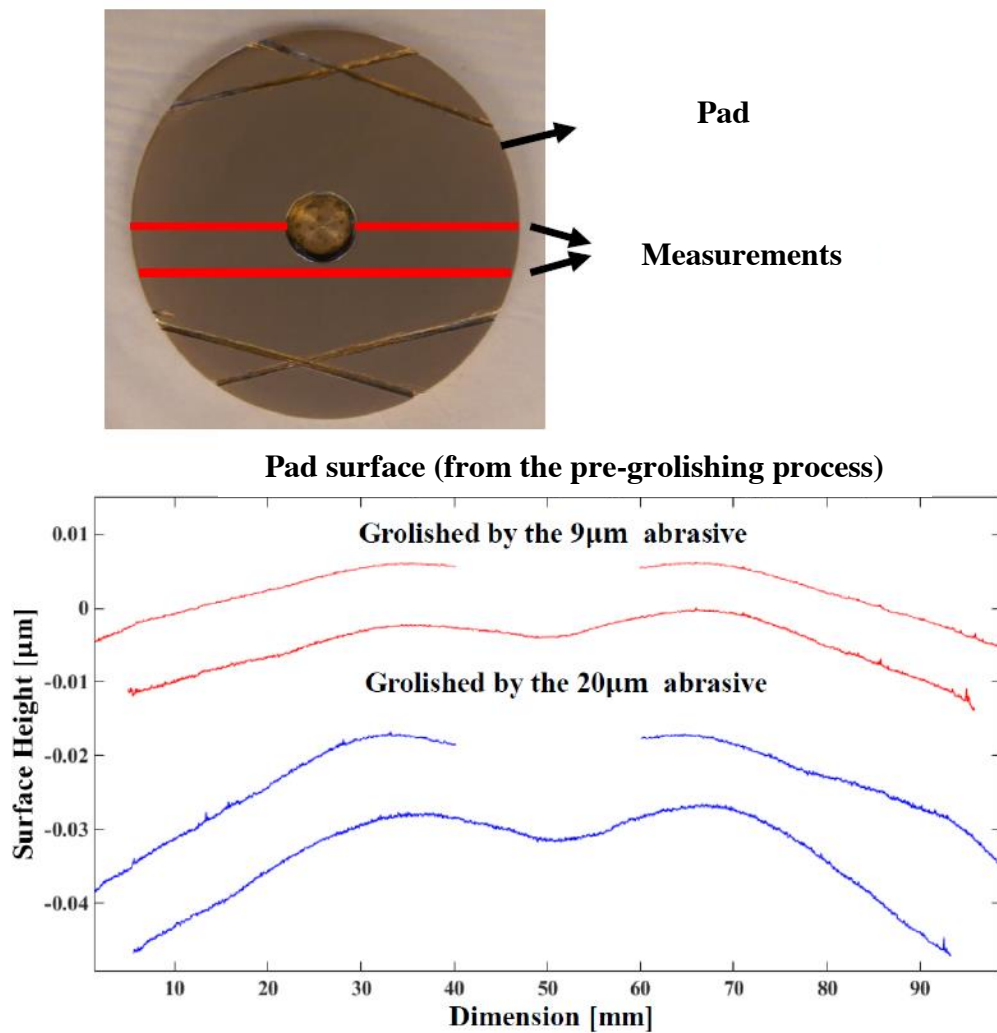 Pad
Measurements
Pad surface (from the pre-grolishing process)
Grolished by the 9μm abrasive
Grolished by the 20μm abrasive
Surface Height [μm]
0.01
0
-0.01
-0.02
-0.03
-0.04
10 20 30 40 50 60 70 80 90
Dimension [mm]